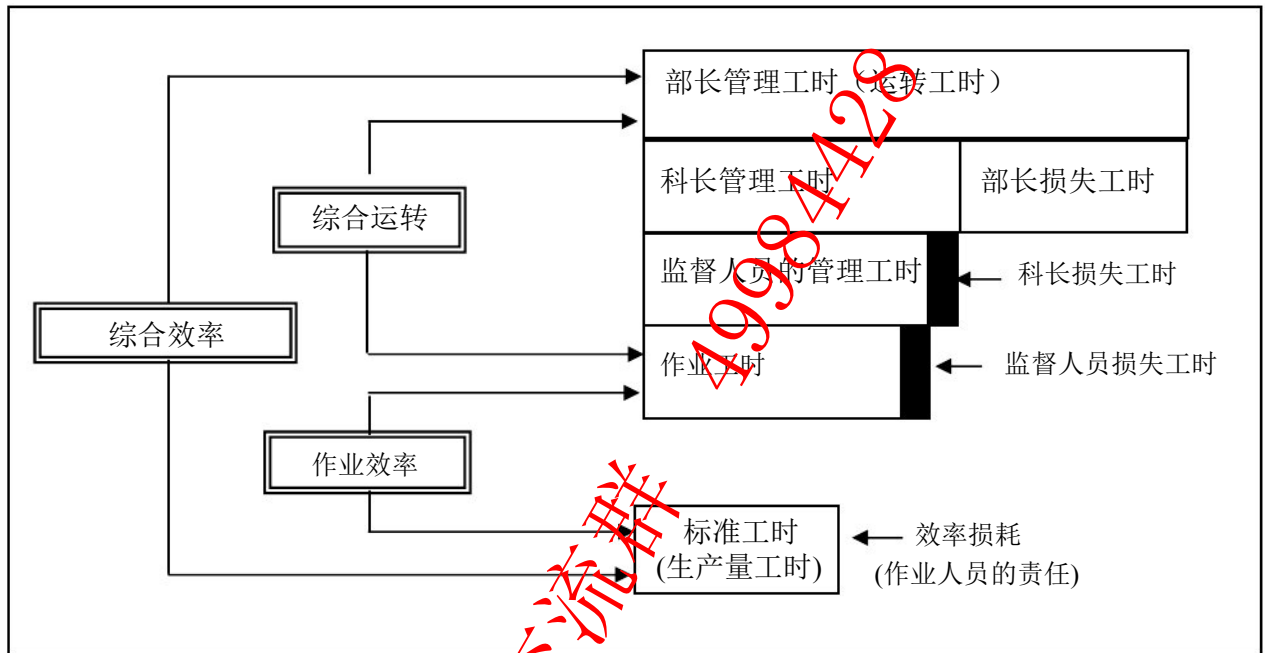 部长管理工时（运转工时）
科长管理工时
部长损失工时
综合运转
监督人员的管理工时
科长损失工时
综合效率
作业工时
监督人员损失工时
作业效率
标准工时
(生产量工时)
效率损耗
(作业人员的责任)
49984428
流群